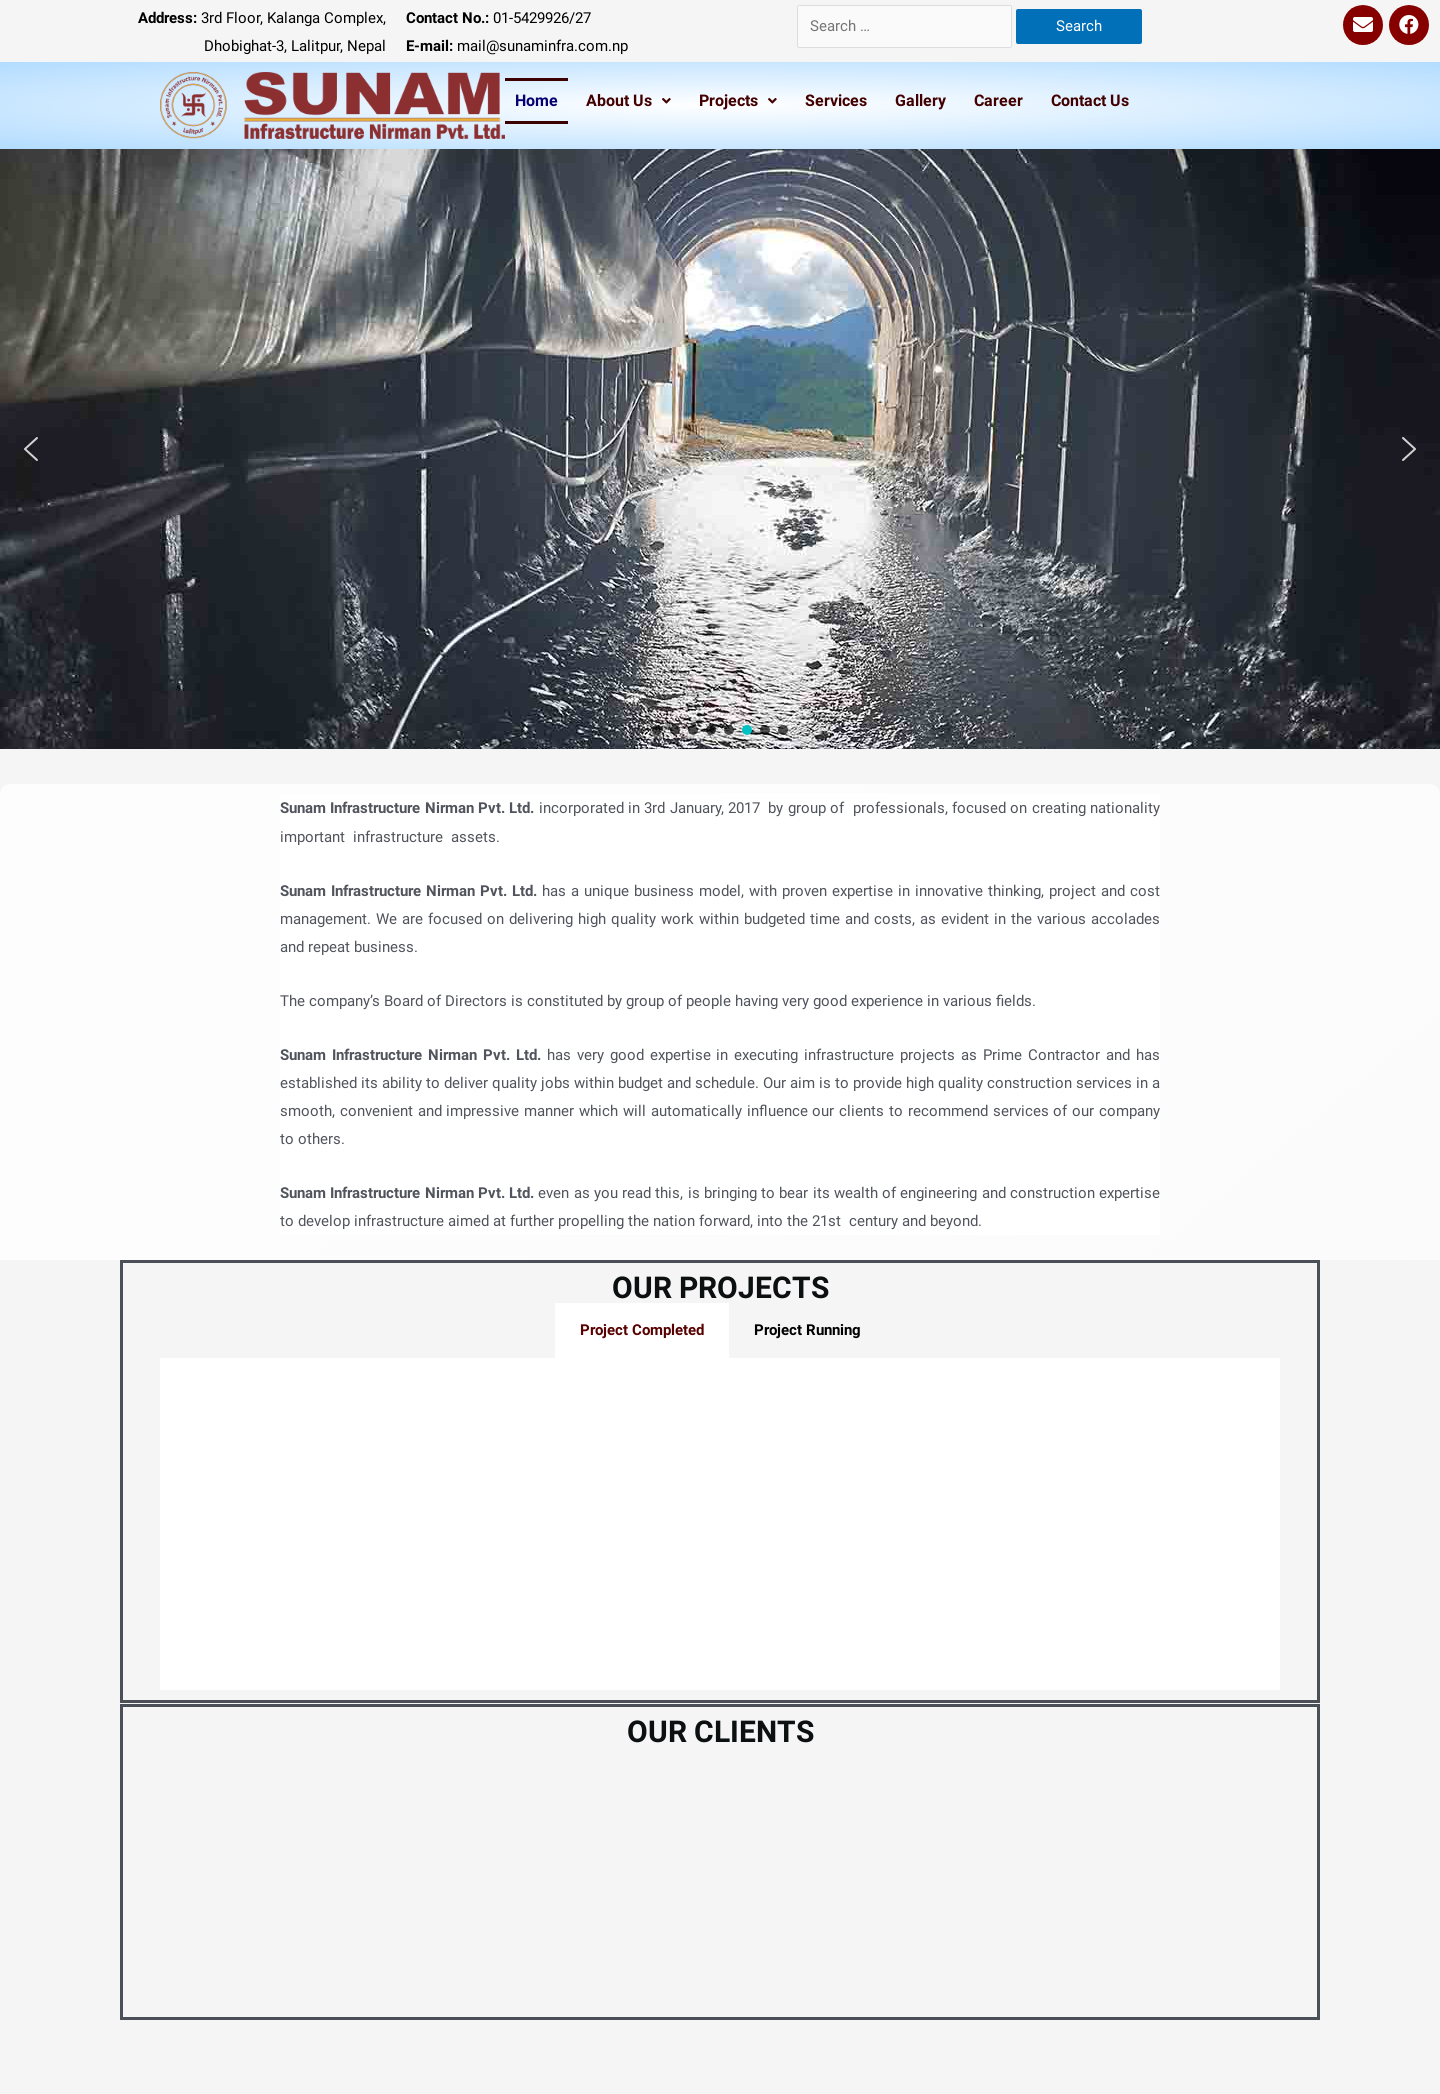 Address: 3rd Floor, Kalanga Complex,
Dhobighat-3, Lalitpur, Nepal
Contact No.: 01-5429926/27
E-mail: mail@sunaminfra.com.np
Search …
Search
Sunam Infrastructure Nirman Pvt. Ltd.
Lalitpur
SUNAM
Infrastructure Nirman Pvt. Ltd.
Home
About Us
Projects
Services
Gallery
Career
Contact Us
Sunam Infrastructure Nirman Pvt. Ltd. incorporated in 3rd January, 2017 by group of professionals, focused on creating nationality
important infrastructure assets.
Sunam Infrastructure Nirman Pvt. Ltd. has a unique business model, with proven expertise in innovative thinking, project and cost
management. We are focused on delivering high quality work within budgeted time and costs, as evident in the various accolades
and repeat business.
The company’s Board of Directors is constituted by group of people having very good experience in various fields.
Sunam Infrastructure Nirman Pvt. Ltd. has very good expertise in executing infrastructure projects as Prime Contractor and has
established its ability to deliver quality jobs within budget and schedule. Our aim is to provide high quality construction services in a
smooth, convenient and impressive manner which will automatically influence our clients to recommend services of our company
to others.
Sunam Infrastructure Nirman Pvt. Ltd. even as you read this, is bringing to bear its wealth of engineering and construction expertise
to develop infrastructure aimed at further propelling the nation forward, into the 21st century and beyond.
OUR PROJECTS
Project Completed
Project Running
OUR CLIENTS